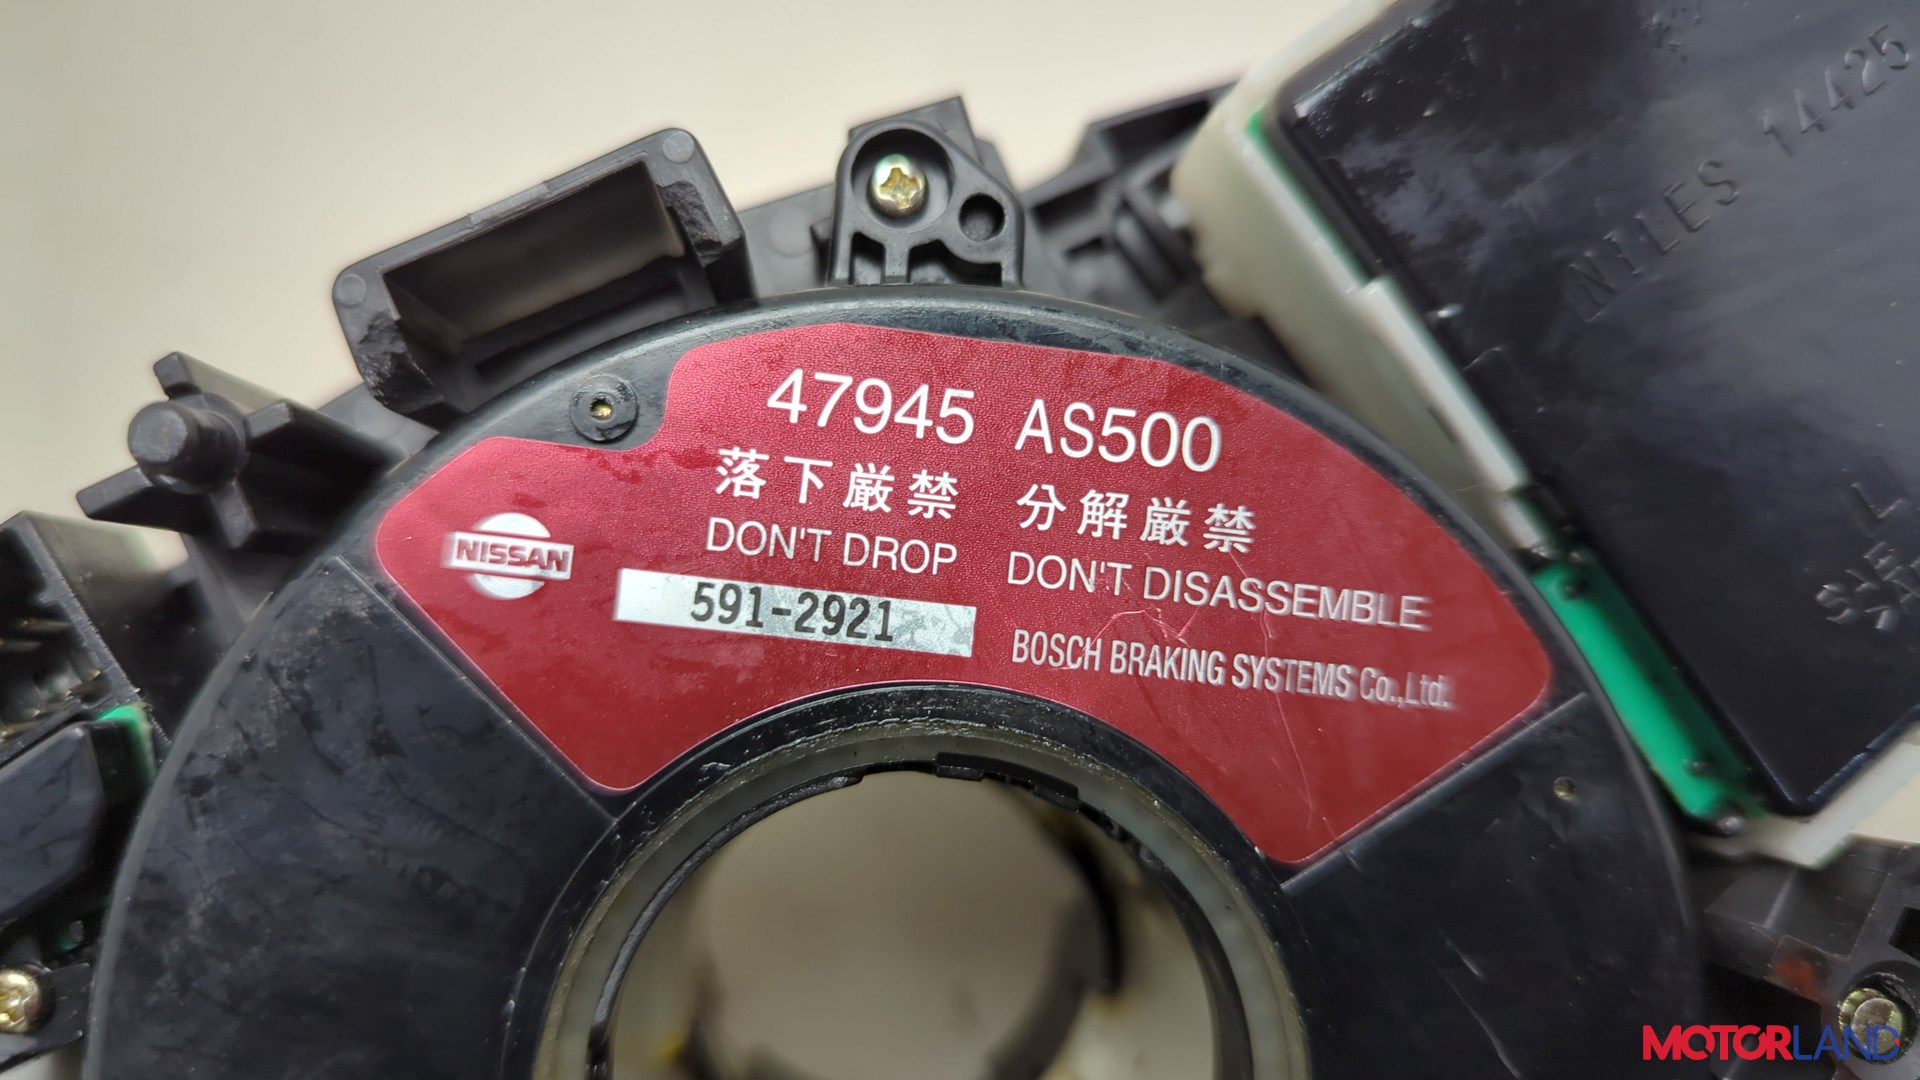 NILES 14425
47945 AS500
落下厳禁 分解厳禁
DON'T DROP DON'T DISASSEMBLE
NISSAN
591-2921
BOSCH BRAKING SYSTEMS Co.,Ltd.
MOTORLAND